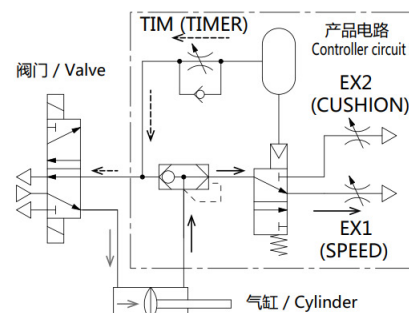 TIM (TIMER)
产品电路
Controller circuit
阀门 / Valve
EX2
(CUSHION)
EX1
(SPEED)
气缸 / Cylinder